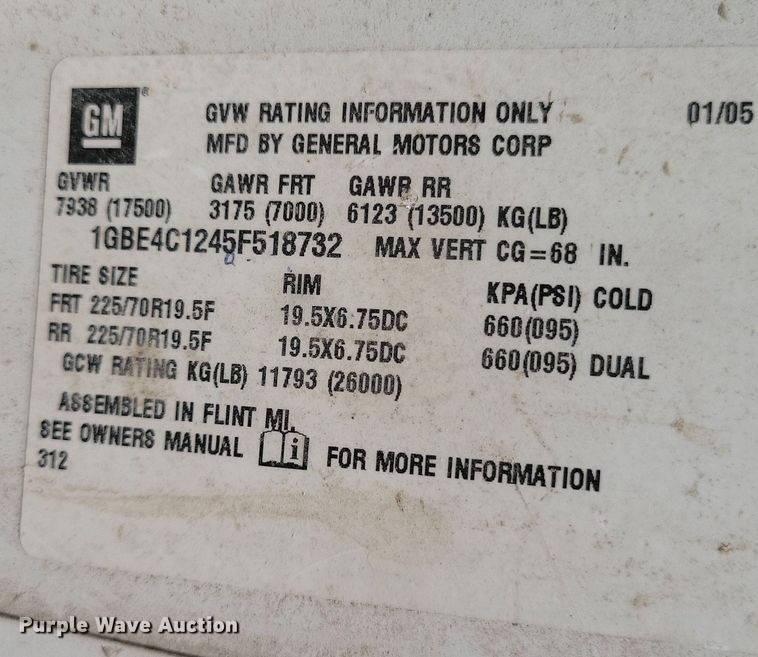 GM® GVW RATING INFORMATION ONLY 01/05
MFD BY GENERAL MOTORS CORP
GVWR GAWR FRT GAWR RR
7938 (17500) 3175 (7000) 6123 (13500) KG(LB)
1GBE4C1245F518732 MAX VERT CG=68 IN.
TIRE SIZE RIM KPA(PSI) COLD
FRT 225/70R19.5F 19.5X6.75DC 660(095)
RR 225/70R19.5F 19.5X6.75DC 660(095) DUAL
GCW RATING KG(LB) 11793 (26000)
ASSEMBLED IN FLINT MI.
SEE OWNERS MANUAL i FOR MORE INFORMATION
312
Purple Wave Auction